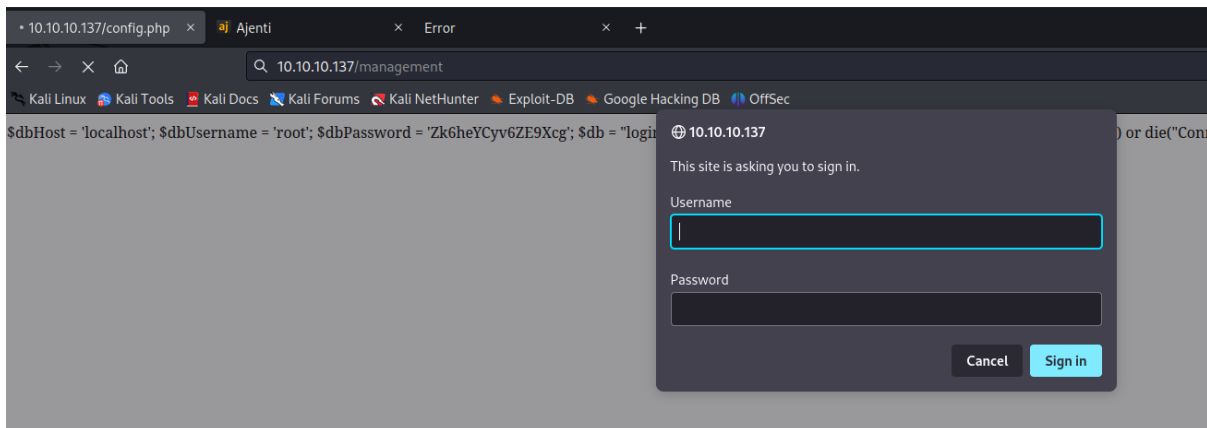 10.10.10.137/config.php × aj Ajenti × Error × +
10.10.10.137/management
Kali Linux Kali Tools Kali Docs Kali Forums Kali NetHunter Exploit-DB Google Hacking DB OffSec
$dbHost = 'localhost'; $dbUsername = 'root'; $dbPassword = 'Zk6heYCyv6ZE9Xcg'; $db = "login ) or die("Con
10.10.10.137
This site is asking you to sign in.
Username
Password
Cancel Sign in